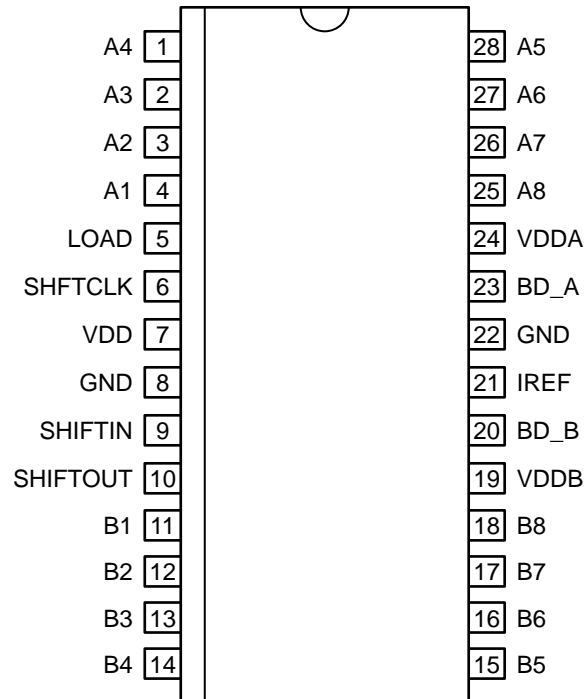 A4 1 28 A5
A3 2 27 A6
A2 3 26 A7
A1 4 25 A8
LOAD 5 24 VDDA
SHFTCLK 6 23 BD_A
VDD 7 22 GND
GND 8 21 IREF
SHIFTIN 9 20 BD_B
SHIFTOUT 10 19 VDDB
B1 11 18 B8
B2 12 17 B7
B3 13 16 B6
B4 14 15 B5